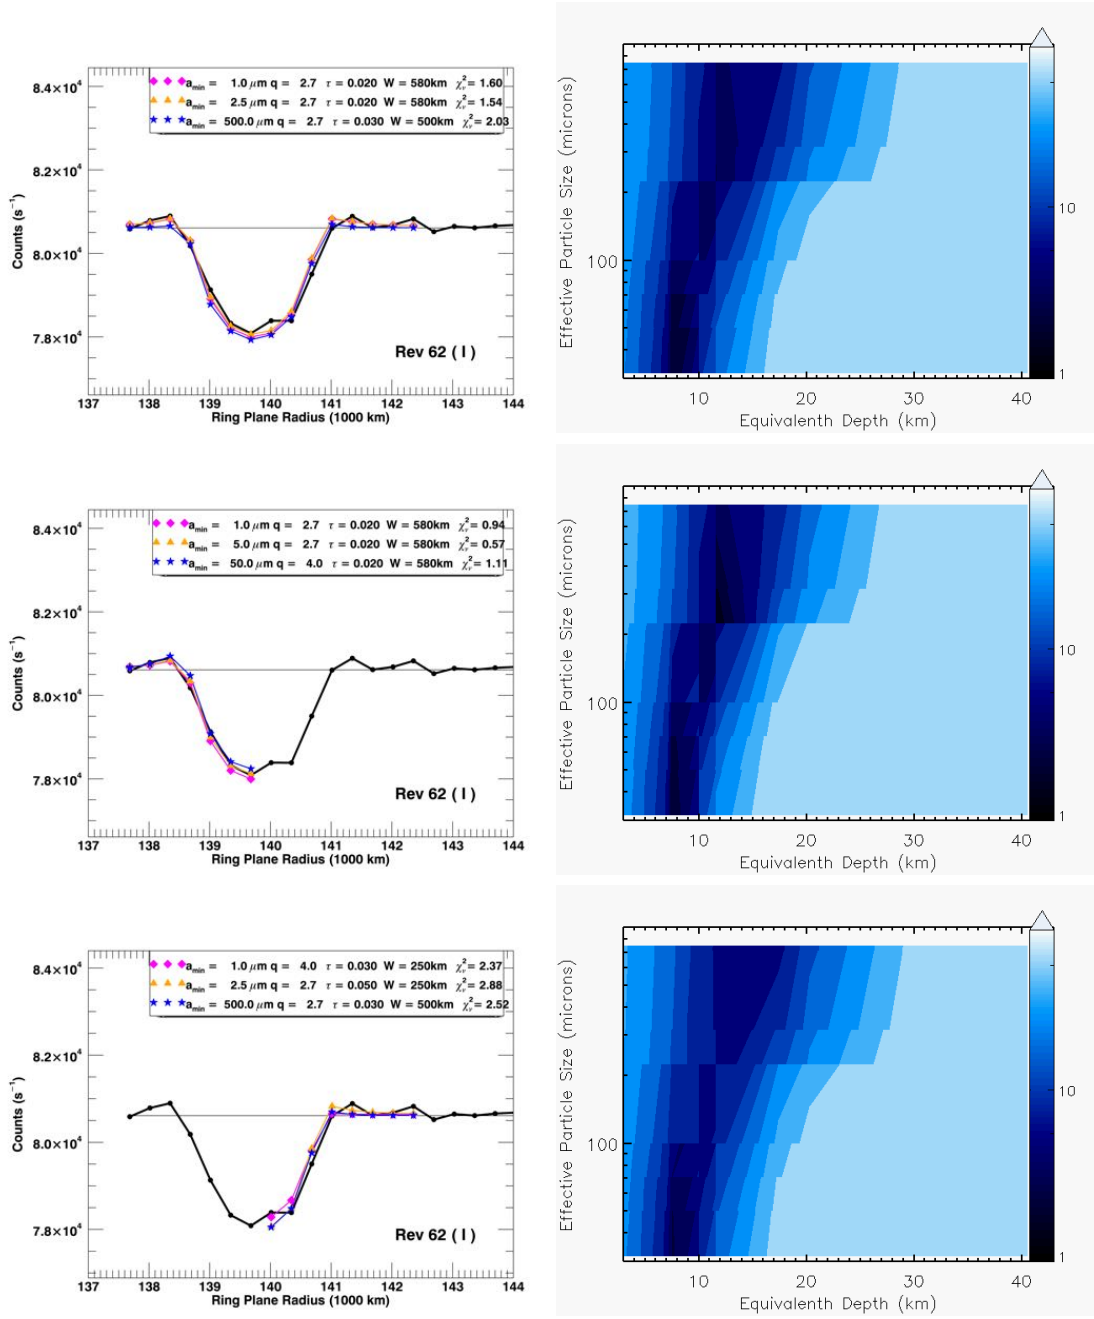 8.4×10⁴
8.2×10⁴
8.0×10⁴
7.8×10⁴
Counts (s⁻¹)
a_min = 1.0 μm q = 2.7 τ = 0.020 W = 580km χ_ν²= 1.60
a_min = 2.5 μm q = 2.7 τ = 0.020 W = 580km χ_ν²= 1.54
a_min = 500.0 μm q = 2.7 τ = 0.030 W = 500km χ_ν²= 2.03
Rev 62 ( I )
137 138 139 140 141 142 143 144
Ring Plane Radius (1000 km)
Effective Particle Size (microns)
100
10 20 30 40
Equivalenth Depth (km)
10
1
8.4×10⁴
8.2×10⁴
8.0×10⁴
7.8×10⁴
Counts (s⁻¹)
a_min = 1.0 μm q = 2.7 τ = 0.020 W = 580km χ_ν²= 0.94
a_min = 5.0 μm q = 2.7 τ = 0.020 W = 580km χ_ν²= 0.57
a_min = 50.0 μm q = 4.0 τ = 0.020 W = 580km χ_ν²= 1.11
Rev 62 ( I )
137 138 139 140 141 142 143 144
Ring Plane Radius (1000 km)
Effective Particle Size (microns)
100
10 20 30 40
Equivalenth Depth (km)
10
1
8.4×10⁴
8.2×10⁴
8.0×10⁴
7.8×10⁴
Counts (s⁻¹)
a_min = 1.0 μm q = 4.0 τ = 0.030 W = 250km χ_ν²= 2.37
a_min = 2.5 μm q = 2.7 τ = 0.050 W = 250km χ_ν²= 2.88
a_min = 500.0 μm q = 2.7 τ = 0.030 W = 500km χ_ν²= 2.52
Rev 62 ( I )
137 138 139 140 141 142 143 144
Ring Plane Radius (1000 km)
Effective Particle Size (microns)
100
10 20 30 40
Equivalenth Depth (km)
10
1